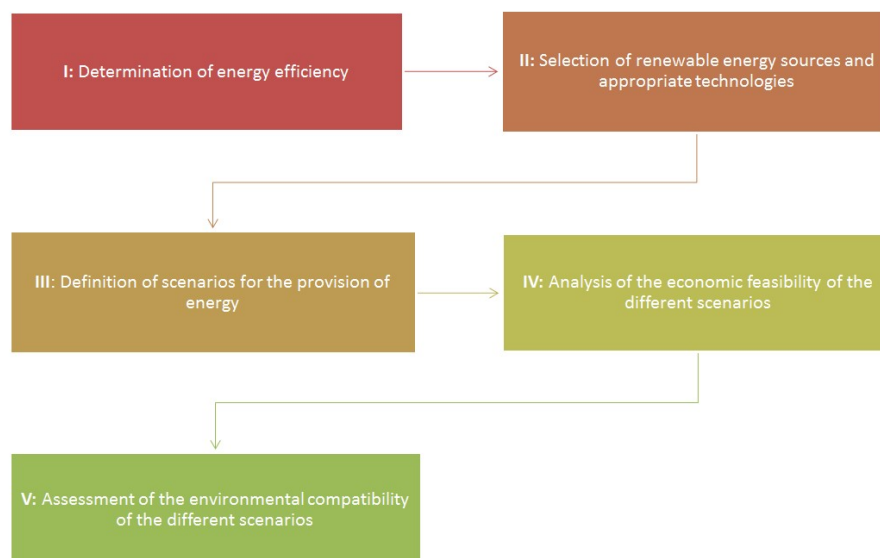 I: Determination of energy efficiency
II: Selection of renewable energy sources and
appropriate technologies
III: Definition of scenarios for the provision of
energy
IV: Analysis of the economic feasibility of the
different scenarios
V: Assessment of the environmental compatibility
of the different scenarios